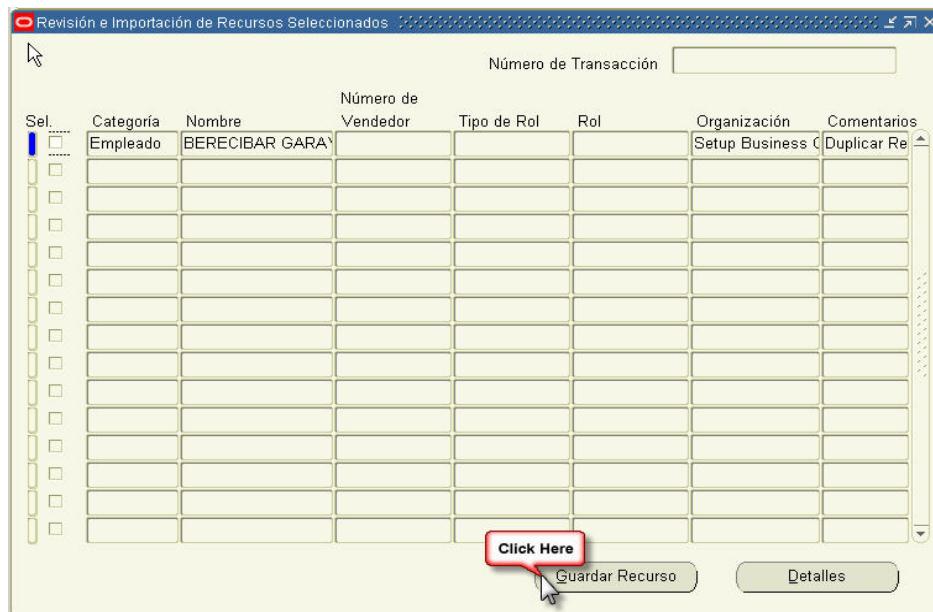 Revisión e Importación de Recursos Seleccionados
Número de Transacción
Sel. Categoría Nombre Número de Vendedor Tipo de Rol Rol Organización Comentarios
Empleado BERECIBAR GARAY Setup Business Duplicar Re
Click Here
Guardar Recurso Detalles